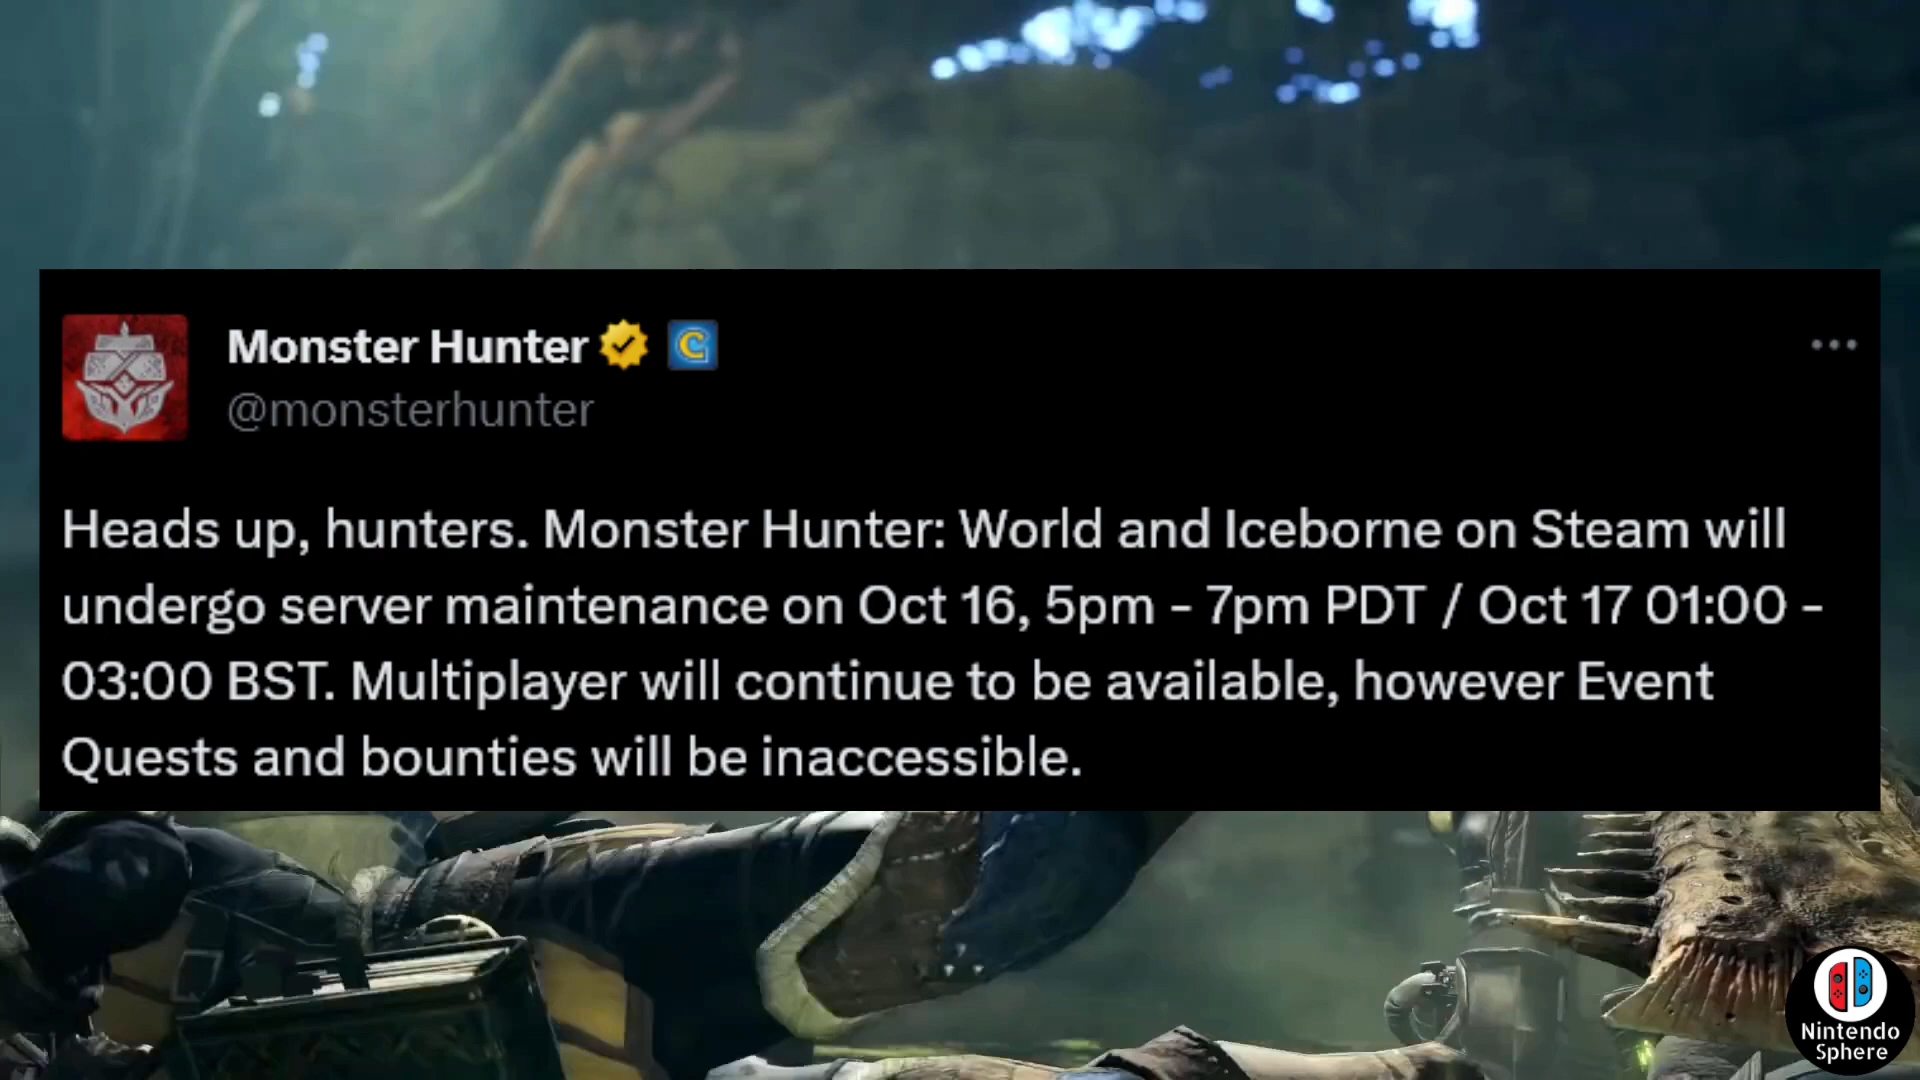 Monster Hunter
@monsterhunter
Heads up, hunters. Monster Hunter: World and Iceborne on Steam will
undergo server maintenance on Oct 16, 5pm - 7pm PDT / Oct 17 01:00 -
03:00 BST. Multiplayer will continue to be available, however Event
Quests and bounties will be inaccessible.
Nintendo
Sphere